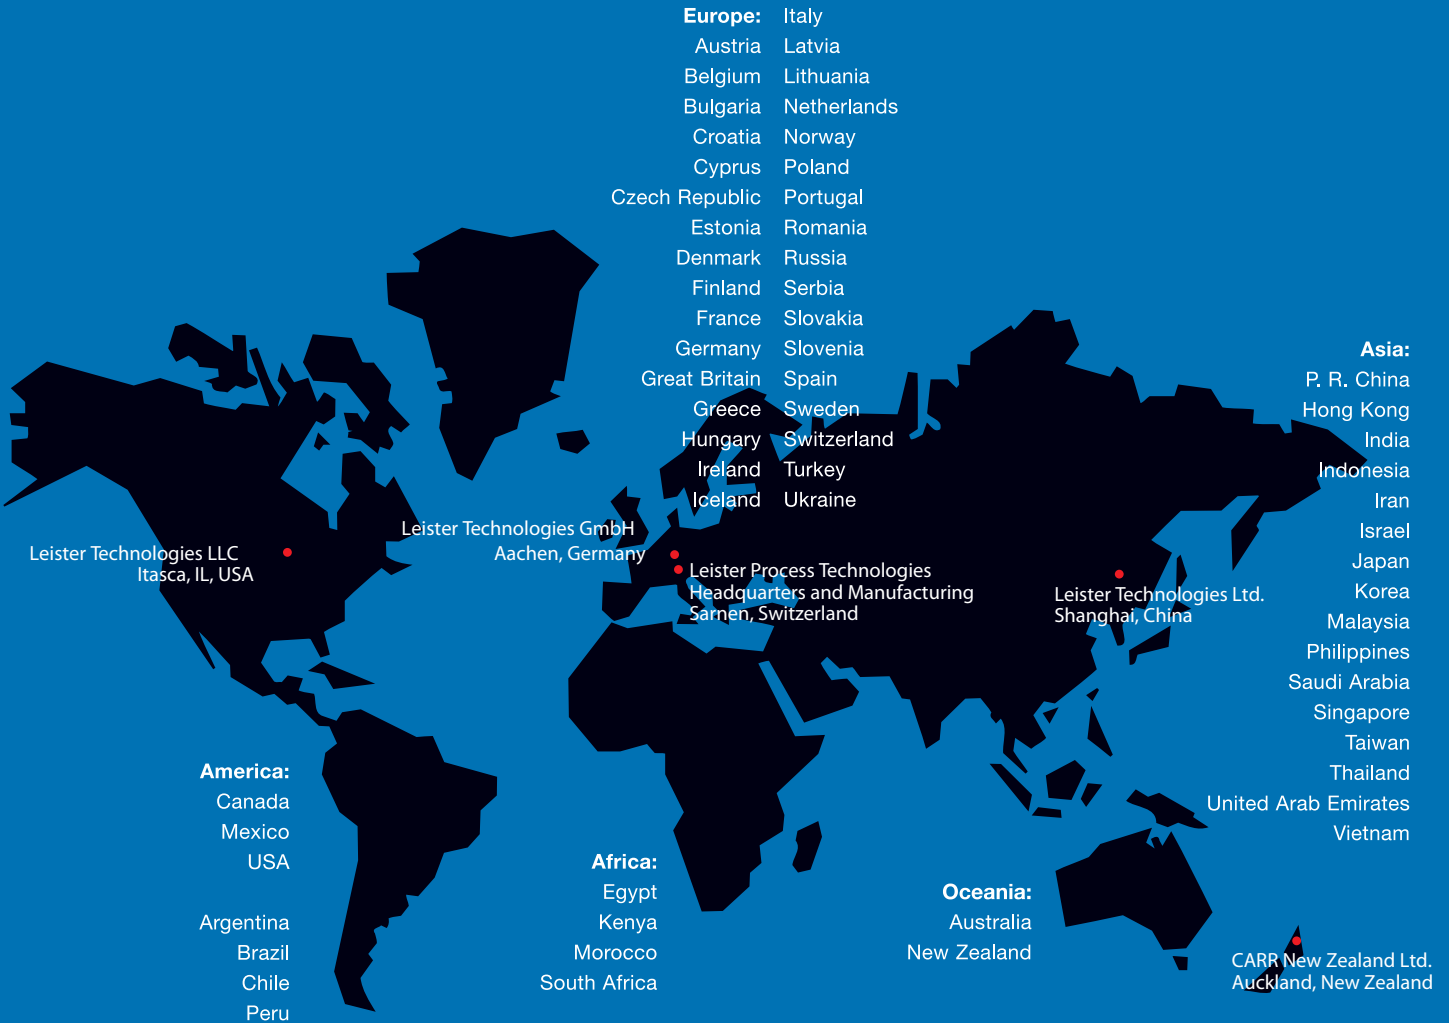 Europe:
Austria
Belgium
Bulgaria
Croatia
Cyprus
Czech Republic
Estonia
Denmark
Finland
France
Germany
Great Britain
Greece
Hungary
Ireland
Iceland
Italy
Latvia
Lithuania
Netherlands
Norway
Poland
Portugal
Romania
Russia
Serbia
Slovakia
Slovenia
Spain
Sweden
Switzerland
Turkey
Ukraine
Asia:
P. R. China
Hong Kong
India
Indonesia
Iran
Israel
Japan
Korea
Malaysia
Philippines
Saudi Arabia
Singapore
Taiwan
Thailand
United Arab Emirates
Vietnam
Leister Technologies LLC
Itasca, IL, USA
Leister Technologies GmbH
Aachen, Germany
Leister Process Technologies
Headquarters and Manufacturing
Sarnen, Switzerland
Leister Technologies Ltd.
Shanghai, China
America:
Canada
Mexico
USA
Argentina
Brazil
Chile
Peru
Africa:
Egypt
Kenya
Morocco
South Africa
Oceania:
Australia
New Zealand
CARR New Zealand Ltd.
Auckland, New Zealand